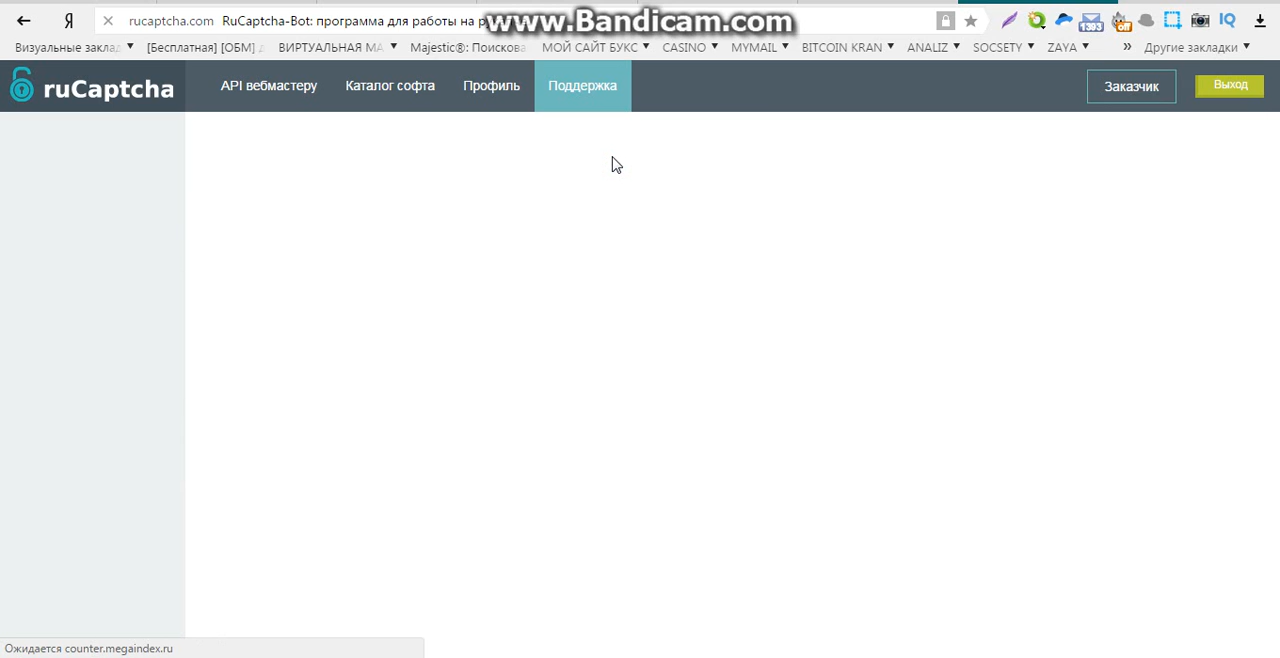 www.Bandicam.com
Я rucaptcha.com RuCaptcha-Bot: программа для работы на
Визуальные заклад [Бесплатная] [ОБМ] ВИРТУАЛЬНАЯ МА Majestic®: Поискова МОЙ САЙТ БУКС CASINO MYMAIL BITCOIN KRAN ANALIZ SOCSETY ZAYA » Другие закладки
ruCaptcha API вебмастеру Каталог софта Профиль Поддержка Заказчик Выход
Ожидается counter.megaindex.ru